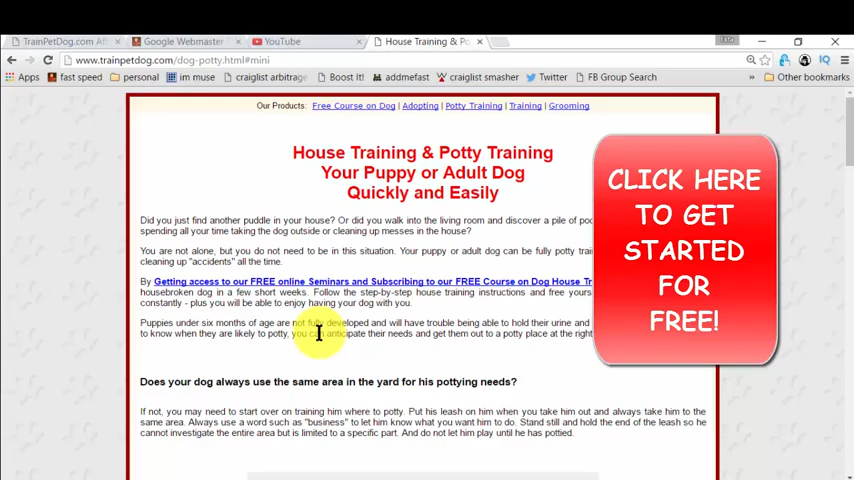 TrainPetDog.com Aff
Google Webmaster
YouTube
House Training & Pot
www.trainpetdog.com/dog-potty.html#mini
Apps fast speed personal im muse craiglist arbitrage Boost It! addmefast craiglist smasher Twitter FB Group Search » Other bookmarks
Our Products: Free Course on Dog | Adopting | Potty Training | Training | Grooming
House Training & Potty Training
Your Puppy or Adult Dog
Quickly and Easily
Did you just find another puddle in your house? Or did you walk into the living room and discover a pile of poo
spending all your time taking the dog outside or cleaning up messes in the house?
You are not alone, but you do not need to be in this situation. Your puppy or adult dog can be fully potty trai
cleaning up "accidents" all the time.
By Getting access to our FREE online Seminars and Subscribing to our FREE Course on Dog House Tr
housebroken dog in a few short weeks. Follow the step-by-step house training instructions and free yours
constantly - plus you will be able to enjoy having your dog with you.
Puppies under six months of age are not fully developed and will have trouble being able to hold their urine and
to know when they are likely to potty, you can anticipate their needs and get them out to a potty place at the right
CLICK HERE
TO GET
STARTED
FOR
FREE!
Does your dog always use the same area in the yard for his pottying needs?
If not, you may need to start over on training him where to potty. Put his leash on him when you take him out and always take him to the
same area. Always use a word such as "business" to let him know what you want him to do. Stand still and hold the end of the leash so he
cannot investigate the entire area but is limited to a specific part. And do not let him play until he has pottied.